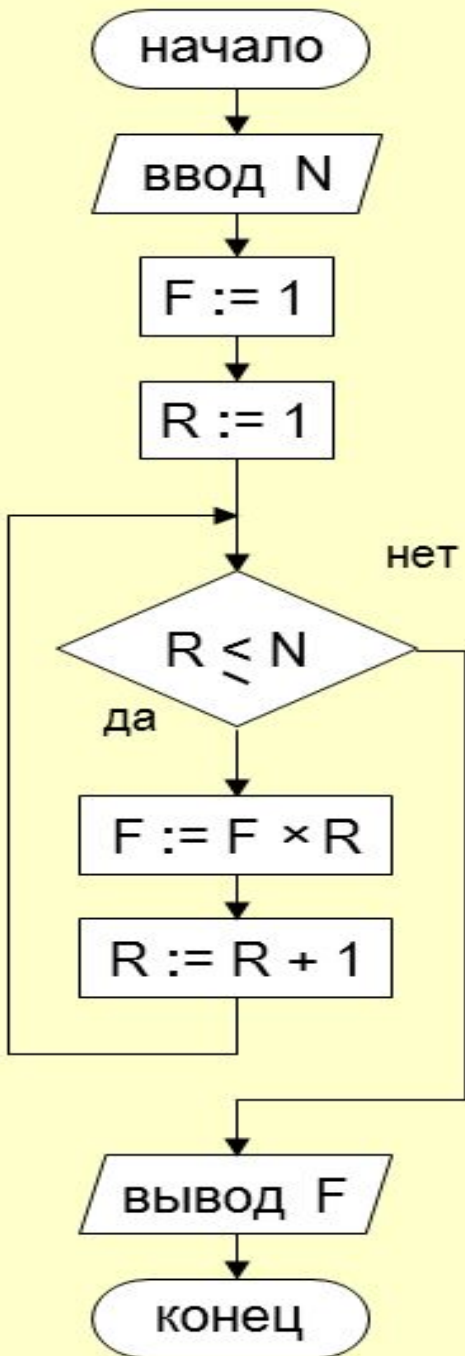 начало
ввод N
F := 1
R := 1
нет
R ≤ N
да
F := F × R
R := R + 1
вывод F
конец